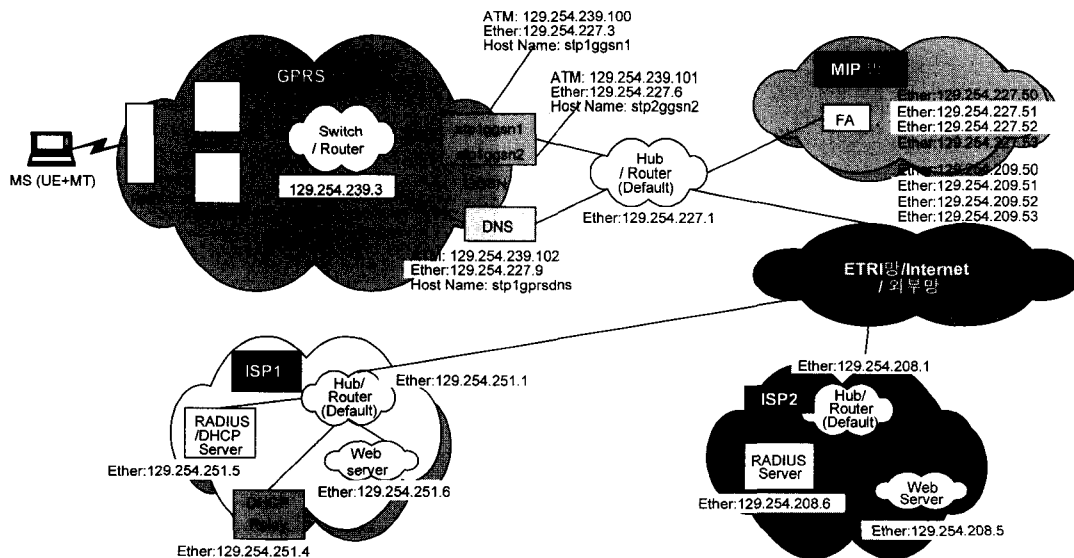 ATM: 129.254.239.100
Ether:129.254.227.3
Host Name: stp1ggsn1
ATM: 129.254.239.101
Ether:129.254.227.6
Host Name: stp2ggsn2
GPRS
Switch
/ Router
129.254.239.3
MS (UE+MT)
stp1ggsn1
stp1ggsn2
DNS
129.254.239.102
Ether:129.254.227.9
Host Name: stp1gprsdns
Hub
/ Router
(Default)
Ether:129.254.227.1
MIP 망
FA
Ether:129.254.227.50
Ether:129.254.227.51
Ether:129.254.227.52
Ether:129.254.227.53
Ether:129.254.209.50
Ether:129.254.209.51
Ether:129.254.209.52
Ether:129.254.209.53
ETRI망/Internet
/ 외부망
ISP1
Hub/
Router
(Default)
Ether:129.254.251.1
RADIUS
/DHCP
Server
Ether:129.254.251.5
Web
server
Ether:129.254.251.6
DHCP
Relay
Ether:129.254.251.4
Ether:129.254.208.1
ISP2
Hub/
Router
(Default)
RADIUS
Server
Ether:129.254.208.6
Web
Server
Ether:129.254.208.5